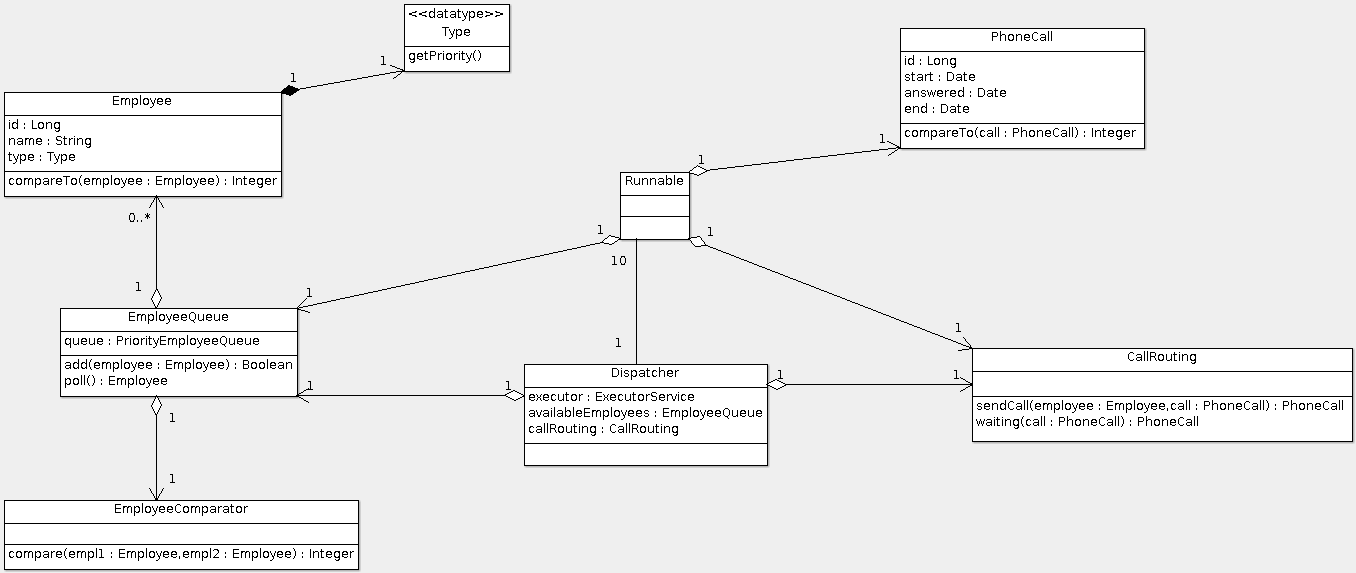 <<datatype>>
Type
getPriority()
1
1
Employee
id : Long
name : String
type : Type
compareTo(employee : Employee) : Integer
PhoneCall
id : Long
start : Date
answered : Date
end : Date
compareTo(call : PhoneCall) : Integer
1
1
Runnable
0..*
1
1
1
10
1
1
EmployeeQueue
queue : PriorityEmployeeQueue
add(employee : Employee) : Boolean
poll() : Employee
1
1
1
Dispatcher
executor : ExecutorService
availableEmployees : EmployeeQueue
callRouting : CallRouting
1
1
1
CallRouting
sendCall(employee : Employee,call : PhoneCall) : PhoneCall
waiting(call : PhoneCall) : PhoneCall
1
1
EmployeeComparator
compare(empl1 : Employee,empl2 : Employee) : Integer